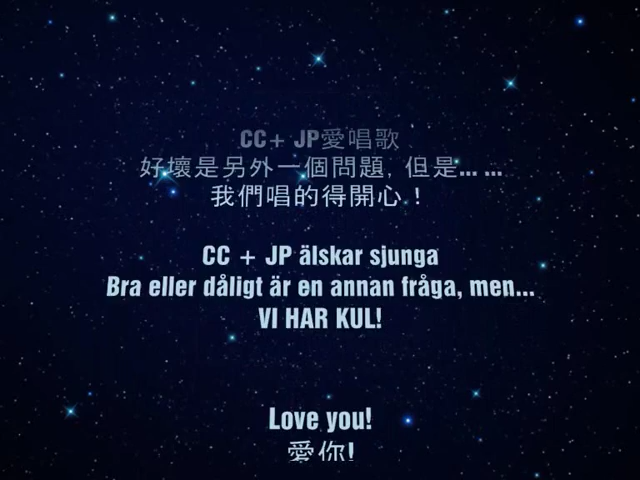 CC+ JP愛唱歌
好壞是另外一個問題, 但是... ...
我們唱的得開心！
CC + JP älskar sjunga
Bra eller dåligt är en annan fråga, men...
VI HAR KUL!
Love you!
愛你!